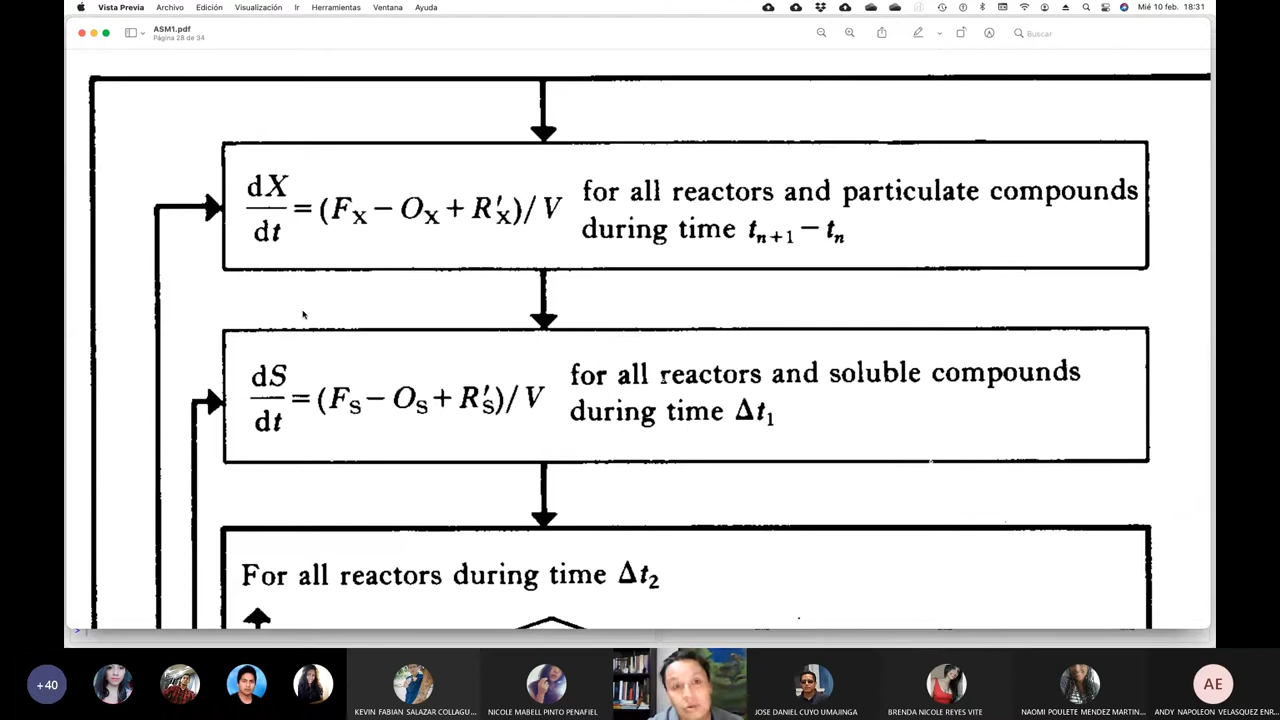 Vista Previa Archivo Edición Visualización Ir Herramientas Ventana Ayuda Mié 10 feb. 18:31
ASM1.pdf
Página 28 de 34
Buscar
dX/dt = (F_X − O_X + R′_X)/V for all reactors and particulate compounds
during time t_{n+1} − t_n
dS/dt = (F_S − O_S + R′_S)/V for all reactors and soluble compounds
during time Δt_1
For all reactors during time Δt_2
>
+40
KEVIN FABIAN SALAZAR COLLAGU...
NICOLE MABELL PINTO PENAFIEL
JOSE DANIEL CUYO UMAJINGA
BRENDA NICOLE REYES VITE
NAOMI POULETE MENDEZ MARTIN...
AE
ANDY NAPOLEON VELASQUEZ ENR...